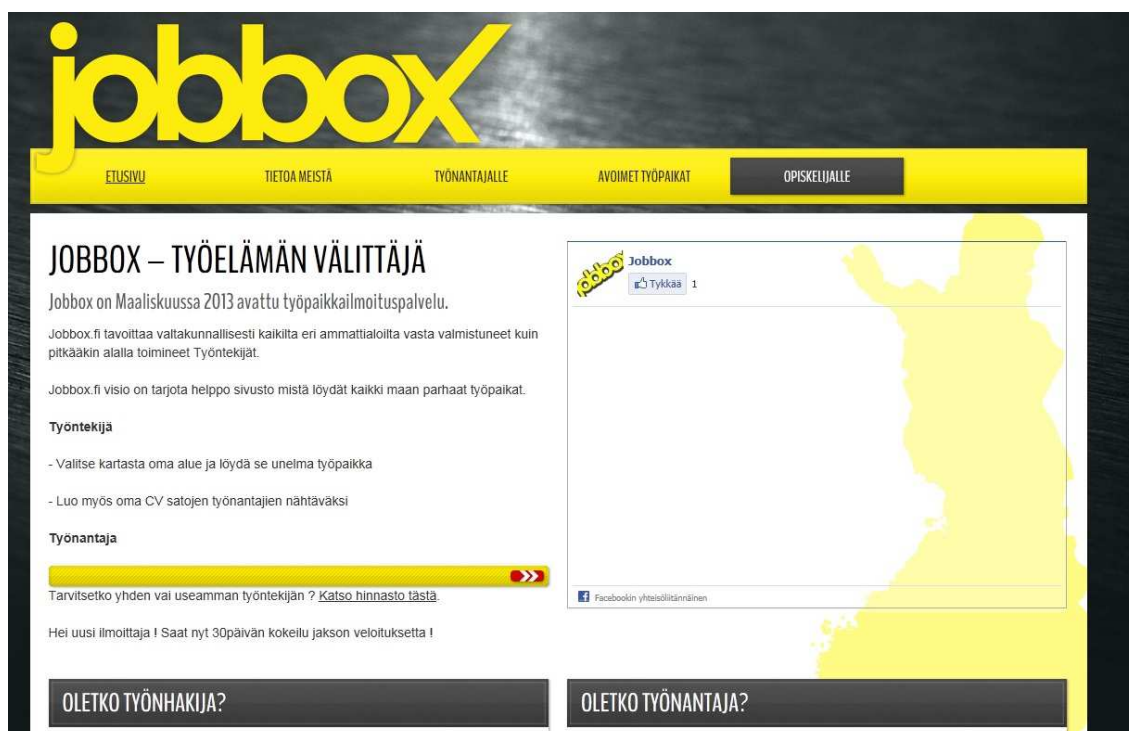 jobbox
ETUSIVU TIETOA MEISTÄ TYÖNANTAJALLE AVOIMET TYÖPAIKAT OPISKELIJALLE
JOBBOX – TYÖELÄMÄN VÄLITTÄJÄ
Jobbox on Maaliskuussa 2013 avattu työpaikkailmoituspalvelu.
Jobbox.fi tavoittaa valtakunnallisesti kaikilta eri ammattialoilta vasta valmistuneet kuin
pitkääkin alalla toimineet Työntekijät.
Jobbox.fi visio on tarjota helppo sivusto mistä löydät kaikki maan parhaat työpaikat.
Työntekijä
- Valitse kartasta oma alue ja löydä se unelma työpaikka
- Luo myös oma CV satojen työnantajien nähtäväksi
Työnantaja
Tarvitsetko yhden vai useamman työntekijän ? Katso hinnasto tästä.
Hei uusi ilmoittaja ! Saat nyt 30päivän kokeilu jakson veloituksetta !
jobbox
Jobbox
Tykkää 1
Facebookin yhteisöliitännäinen
OLETKO TYÖNHAKIJA?
OLETKO TYÖNANTAJA?